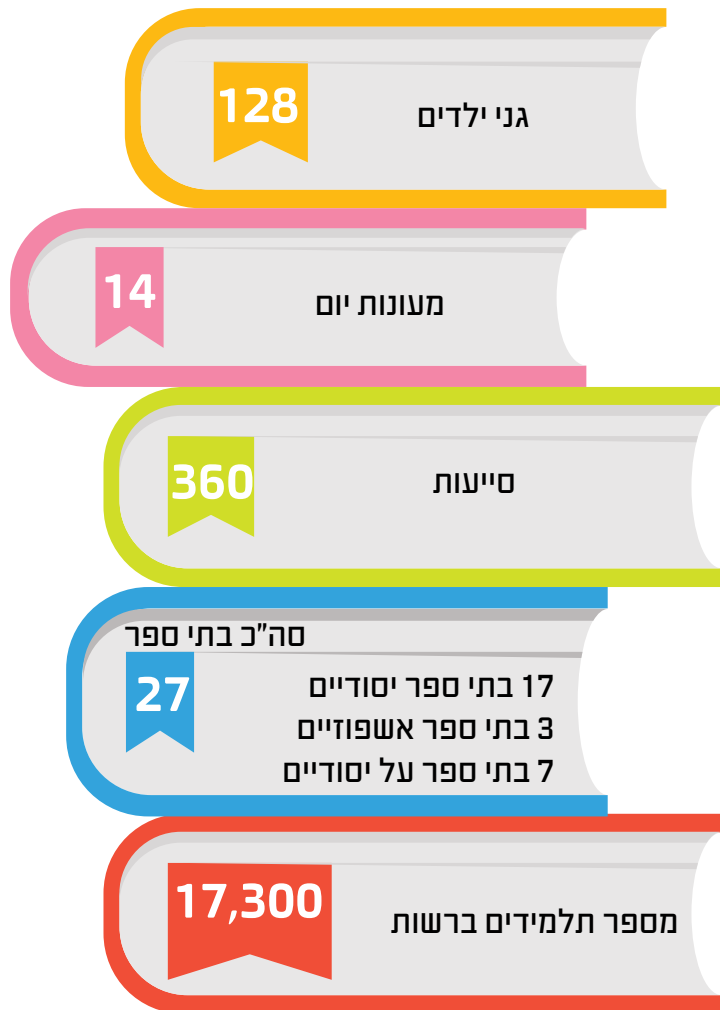 גני ילדים
128
מעונות יום
14
סייעות
360
סה"כ בתי ספר
27
17 בתי ספר יסודיים
3 בתי ספר אשפוזיים
7 בתי ספר על יסודיים
מספר תלמידים ברשות
17,300